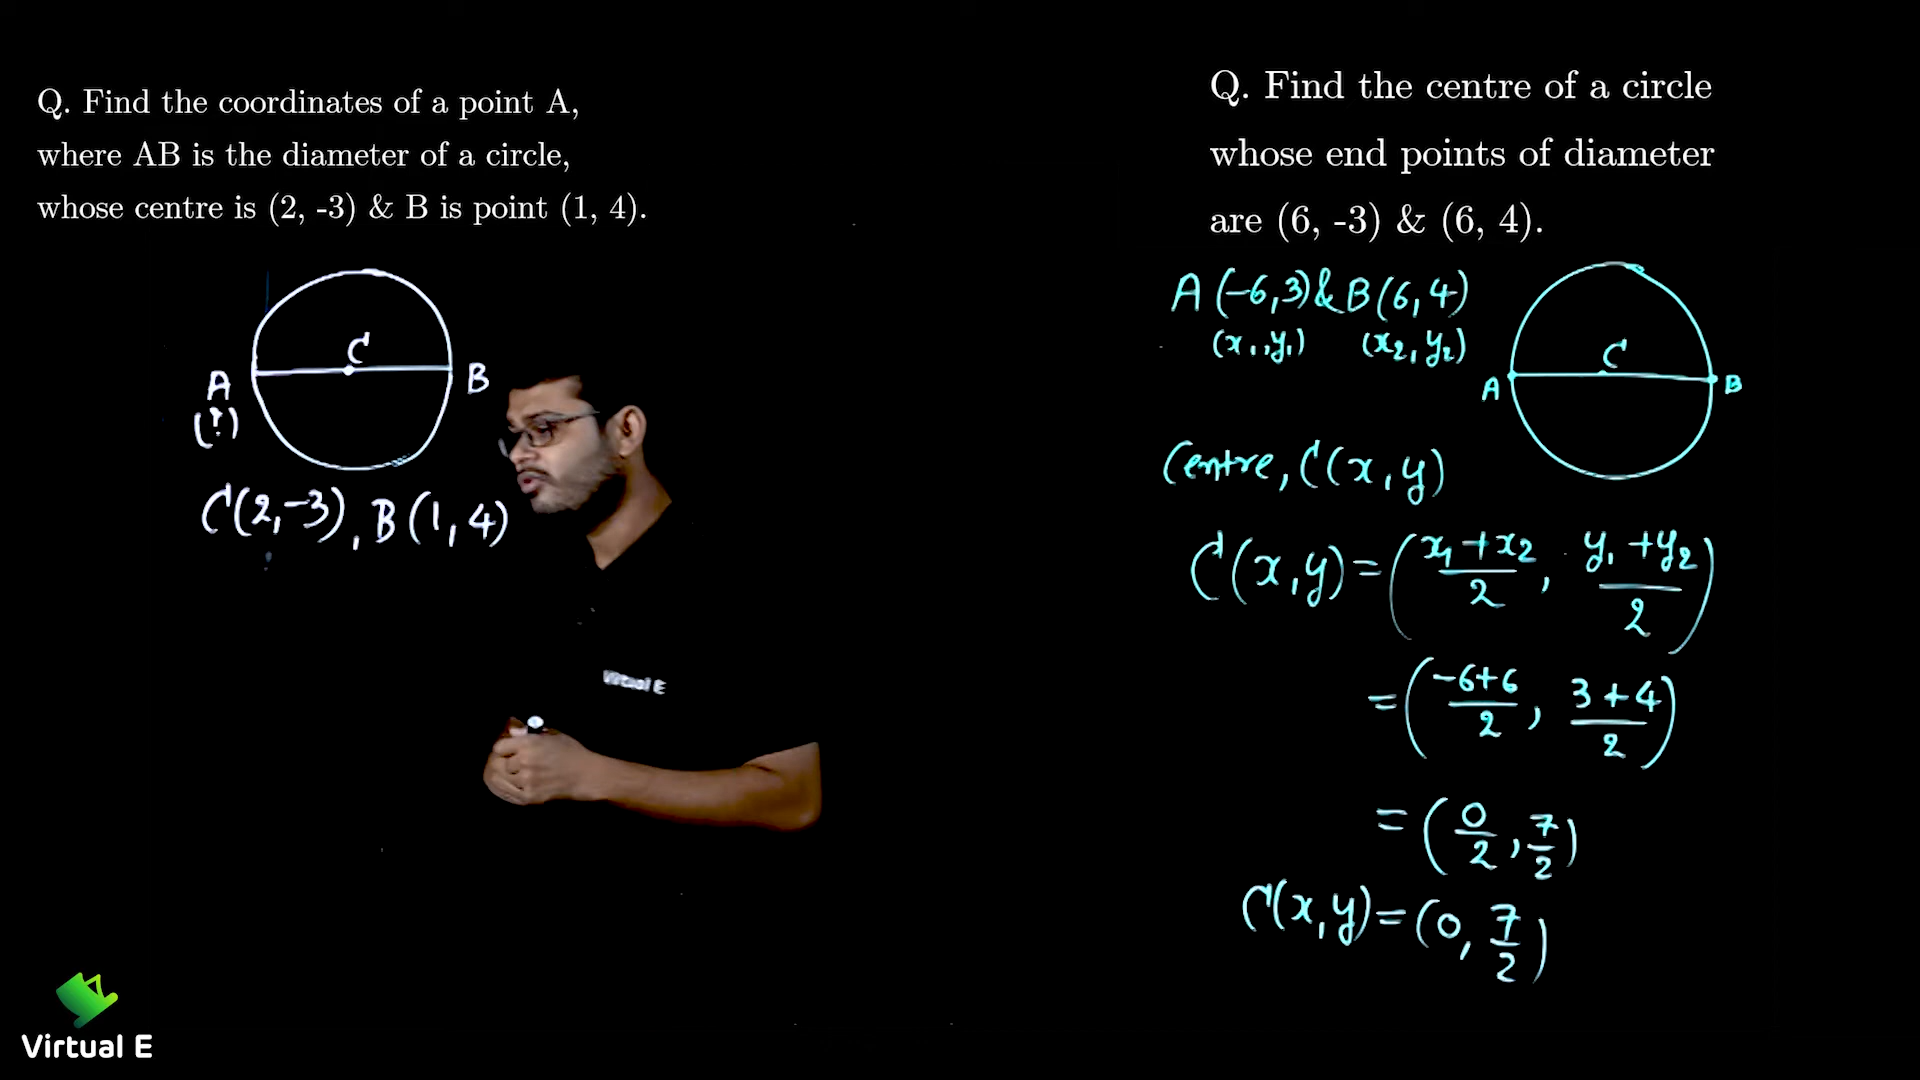 Q. Find the coordinates of a point A,
where AB is the diameter of a circle,
whose centre is (2, -3) & B is point (1, 4).
C
A
B
(?)
C(2,-3), B(1,4)
Virtual E
Q. Find the centre of a circle
whose end points of diameter
are (6, -3) & (6, 4).
A(-6,3) & B(6,4)
(x₁,y₁) (x₂,y₂)
C
A
B
Centre, C(x,y)
C(x,y) = ((x₁+x₂)/2, (y₁+y₂)/2)
= ((-6+6)/2, (3+4)/2)
= (0/2, 7/2)
C(x,y) = (0, 7/2)
Virtual E